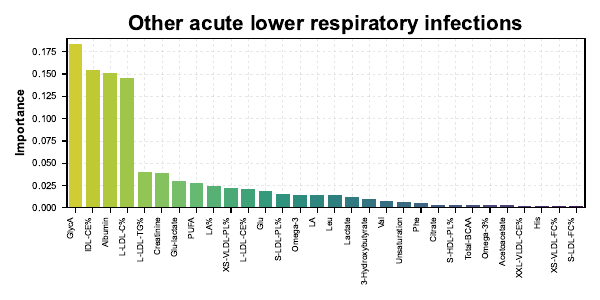 Other acute lower respiratory infections
Importance
0.175
0.150
0.125
0.100
0.075
0.050
0.025
0.000
GlycA
IDL-CE%
Albumin
L-LDL-C%
L-LDL-TG%
Creatinine
Glu-lactate
PUFA
LA%
XS-VLDL-PL%
L-LDL-CE%
Glu
S-LDL-PL%
Omega-3
LA
Leu
Lactate
3-Hydroxybutyrate
Val
Unsaturation
Phe
Citrate
S-HDL-PL%
Total-BCAA
Omega-3%
Acetoacetate
XXL-VLDL-CE%
His
XS-VLDL-FC%
S-LDL-FC%